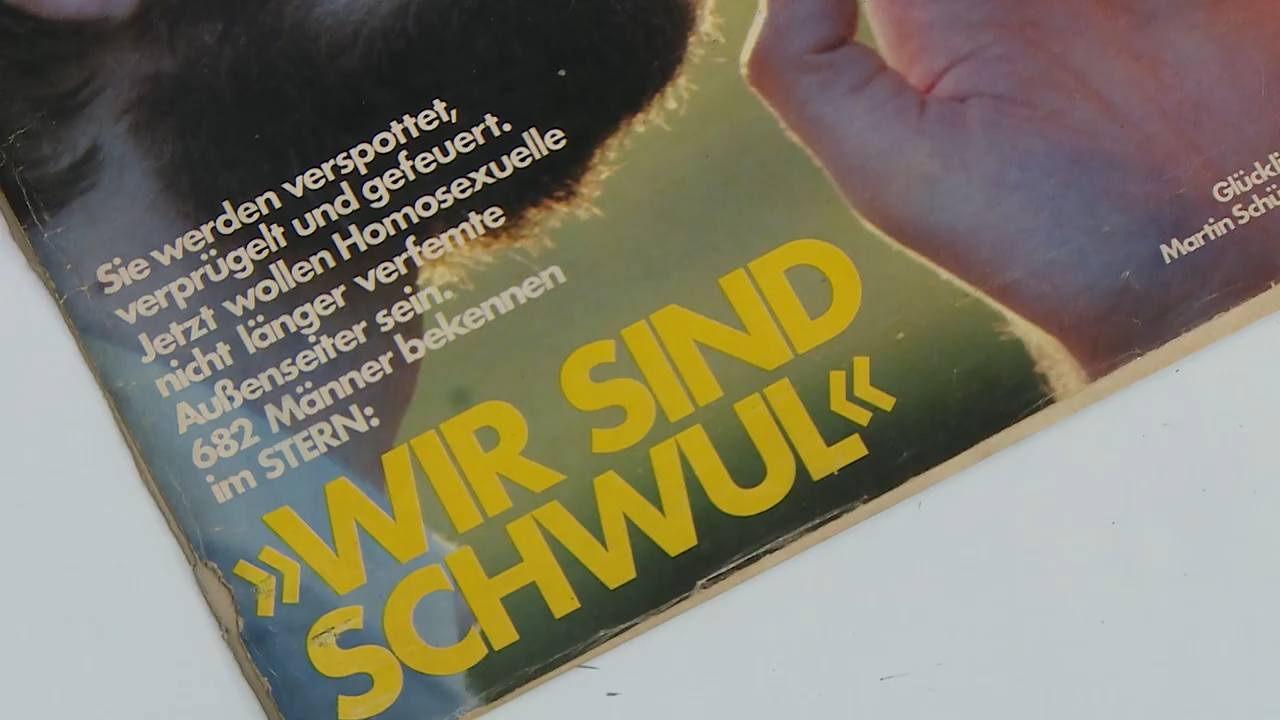 Sie werden verspottet,
verprügelt und gefeuert.
Jetzt wollen Homosexuelle
nicht länger verfemte
Außenseiter sein.
682 Männer bekennen
im STERN:
»WIR SIND
SCHWUL«
Martin